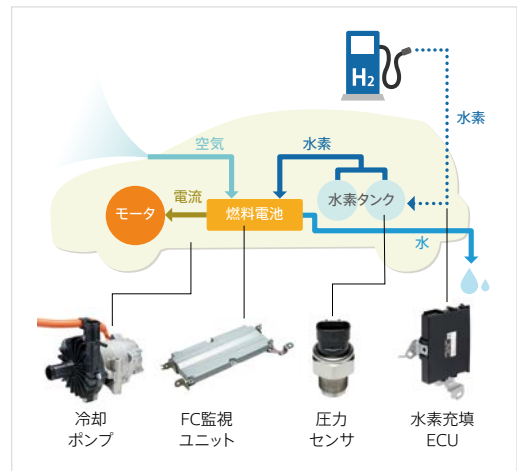 H2
水素
空気
水素
電流
モータ
燃料電池
水素タンク
水
冷却
ポンプ
FC監視
ユニット
圧力
センサ
水素充填
ECU